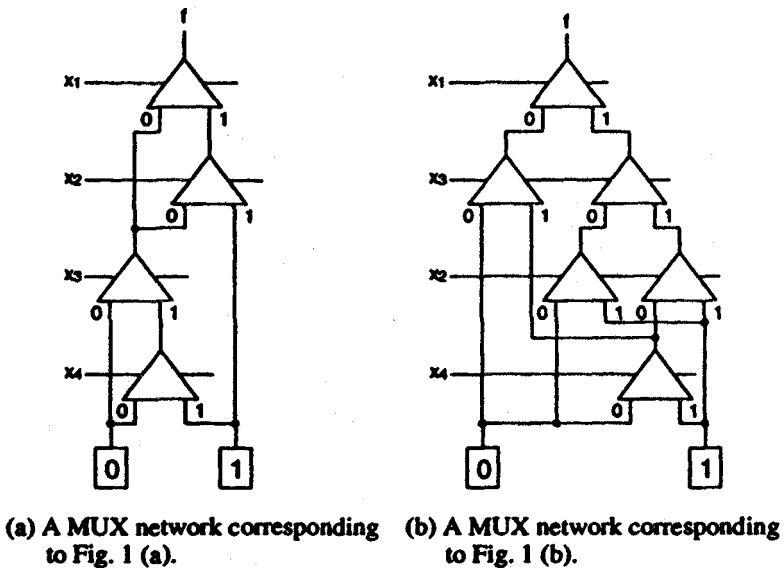 f f
x1 x1
0 1 0 1
x2 x3
0 1 0 1 0 1
x3 x2
0 1 0 1 0 1
x4 x4
0 1 0 1
0 1 0 1
(a) A MUX network corresponding to Fig. 1 (a).
(b) A MUX network corresponding to Fig. 1 (b).